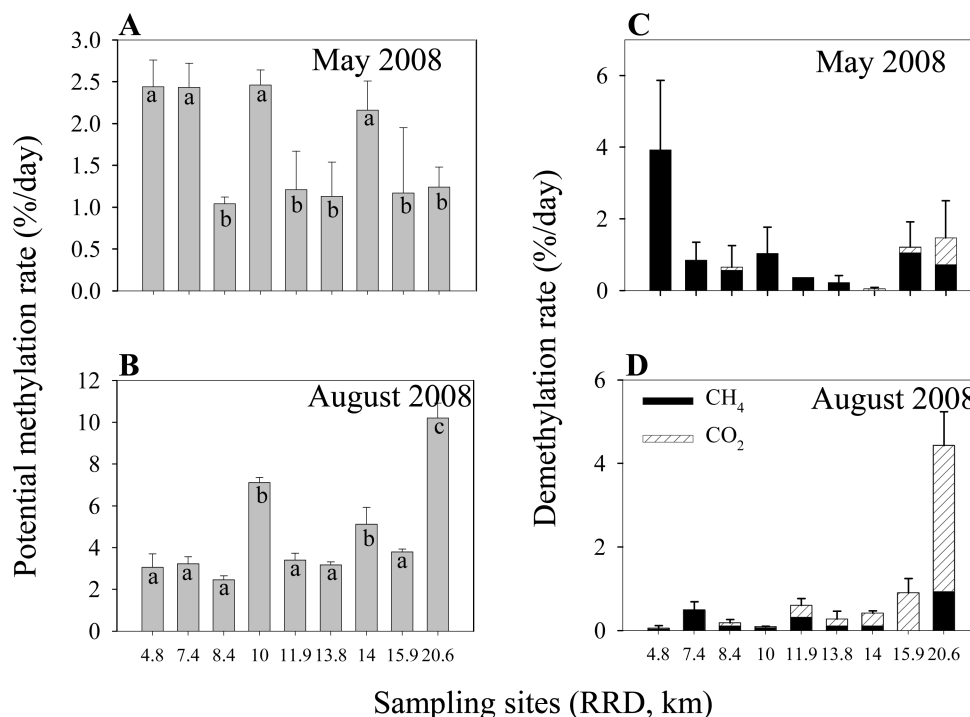 A
May 2008
3.0
2.5
2.0
1.5
1.0
0.5
0.0
a a b a b b a b b
C
May 2008
6
4
2
0
B
August 2008
12
10
8
6
4
2
0
a a a b a a b a c
4.8 7.4 8.4 10 11.9 13.8 14 15.9 20.6
D
August 2008
6
4
2
0
CH₄
CO₂
4.8 7.4 8.4 10 11.9 13.8 14 15.9 20.6
Potential methylation rate (%/day)
Demethylation rate (%/day)
Sampling sites (RRD, km)